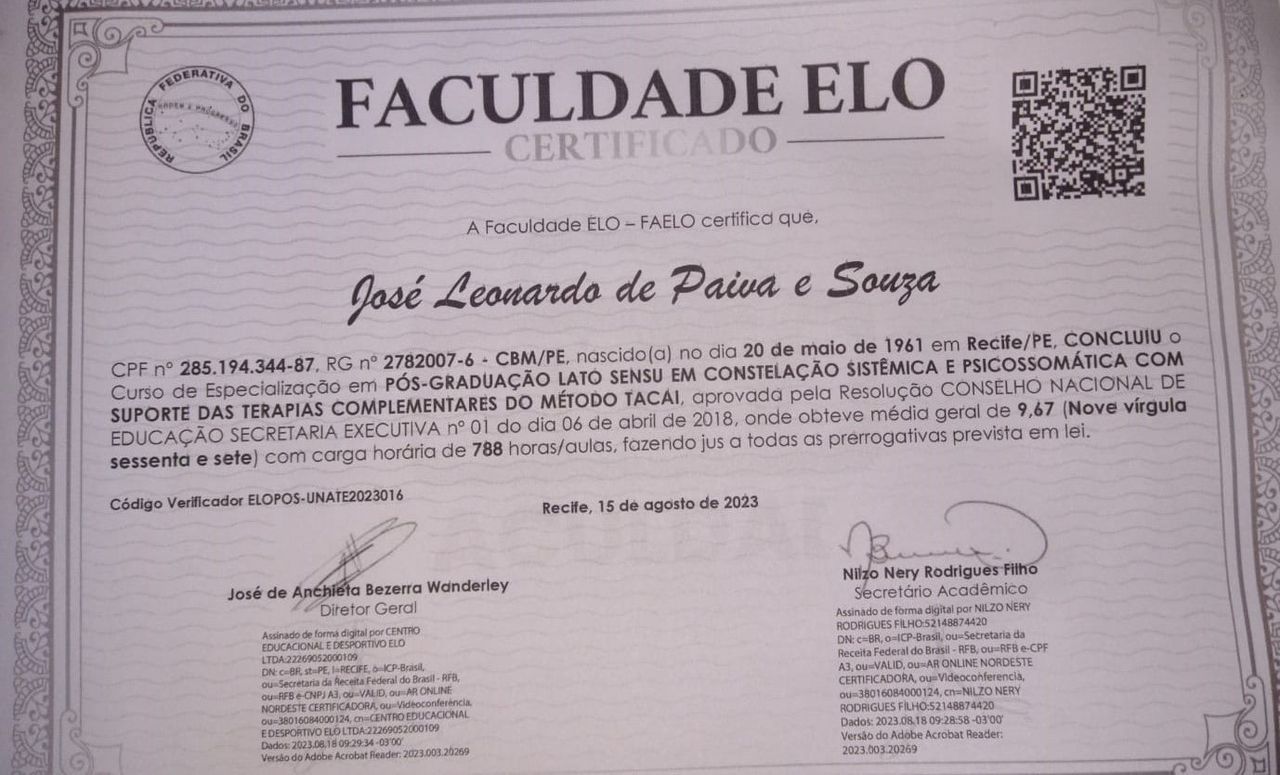 REPÚBLICA FEDERATIVA DO BRASIL
ORDEM E PROGRESSO
FACULDADE ELO
CERTIFICADO
A Faculdade ELO – FAELO certifica que,
José Leonardo de Paiva e Souza
CPF nº 285.194.344-87, RG nº 2782007-6 - CBM/PE, nascido(a) no dia 20 de maio de 1961 em Recife/PE, CONCLUIU o
Curso de Especialização em PÓS-GRADUAÇÃO LATO SENSU EM CONSTELAÇÃO SISTÊMICA E PSICOSSOMÁTICA COM
SUPORTE DAS TERAPIAS COMPLEMENTARES DO MÉTODO TACAI, aprovada pela Resolução CONSELHO NACIONAL DE
EDUCAÇÃO SECRETARIA EXECUTIVA nº 01 do dia 06 de abril de 2018, onde obteve média geral de 9,67 (Nove vírgula
sessenta e sete) com carga horária de 788 horas/aulas, fazendo jus a todas as prerrogativas prevista em lei.
Código Verificador ELOPOS-UNATE2023016
Recife, 15 de agosto de 2023
José de Anchieta Bezerra Wanderley
Diretor Geral
Assinado de forma digital por CENTRO
EDUCACIONAL E DESPORTIVO ELO
LTDA:22269052000109
DN: c=BR, st=PE, l=RECIFE, o=ICP-Brasil,
ou=Secretaria da Receita Federal do Brasil - RFB,
ou=RFB e-CNPJ A3, ou=VALID, ou=AR ONLINE
NORDESTE CERTIFICADORA, ou=Videoconferência,
ou=38016084000124, cn=CENTRO EDUCACIONAL
E DESPORTIVO ELO LTDA:22269052000109
Dados: 2023.08.18 09:29:34 -03'00'
Versão do Adobe Acrobat Reader: 2023.003.20269
Nilzo Nery Rodrigues Filho
Secretário Acadêmico
Assinado de forma digital por NILZO NERY
RODRIGUES FILHO:52148874420
DN: c=BR, o=ICP-Brasil, ou=Secretaria da
Receita Federal do Brasil - RFB, ou=RFB e-CPF
A3, ou=VALID, ou=AR ONLINE NORDESTE
CERTIFICADORA, ou=Videoconferencia,
ou=38016084000124, cn=NILZO NERY
RODRIGUES FILHO:52148874420
Dados: 2023.08.18 09:28:58 -03'00'
Versão do Adobe Acrobat Reader:
2023.003.20269